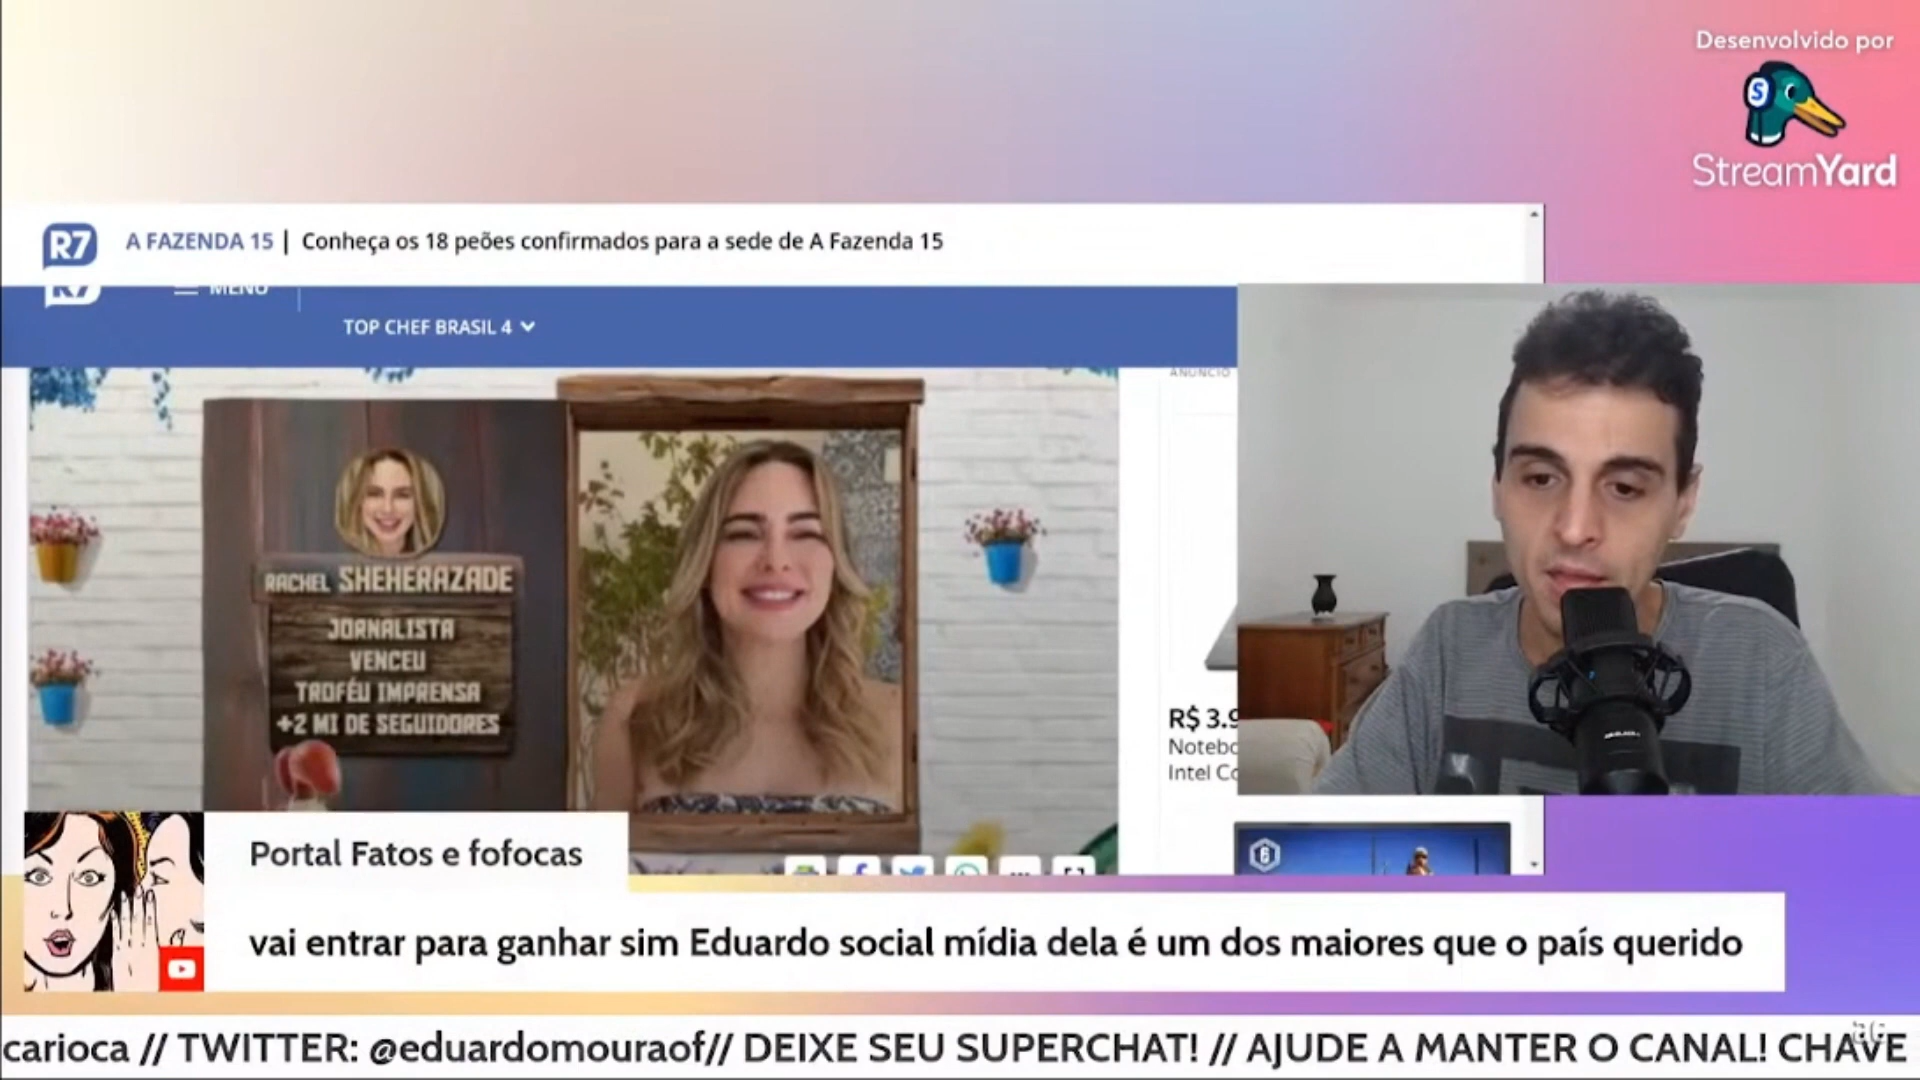 Desenvolvido por
S
StreamYard
R7
A FAZENDA 15 | Conheça os 18 peões confirmados para a sede de A Fazenda 15
R7
MENU
TOP CHEF BRASIL 4
ANÚNCIO
RACHEL SHEHERAZADE
JORNALISTA
VENCEU
TROFÉU IMPRENSA
+2 MI DE SEGUIDORES
R$ 3.9
Notebo
Intel Co
Portal Fatos e fofocas
vai entrar para ganhar sim Eduardo social mídia dela é um dos maiores que o país querido
carioca // TWITTER: @eduardomouraof// DEIXE SEU SUPERCHAT! // AJUDE A MANTER O CANAL! CHAVE